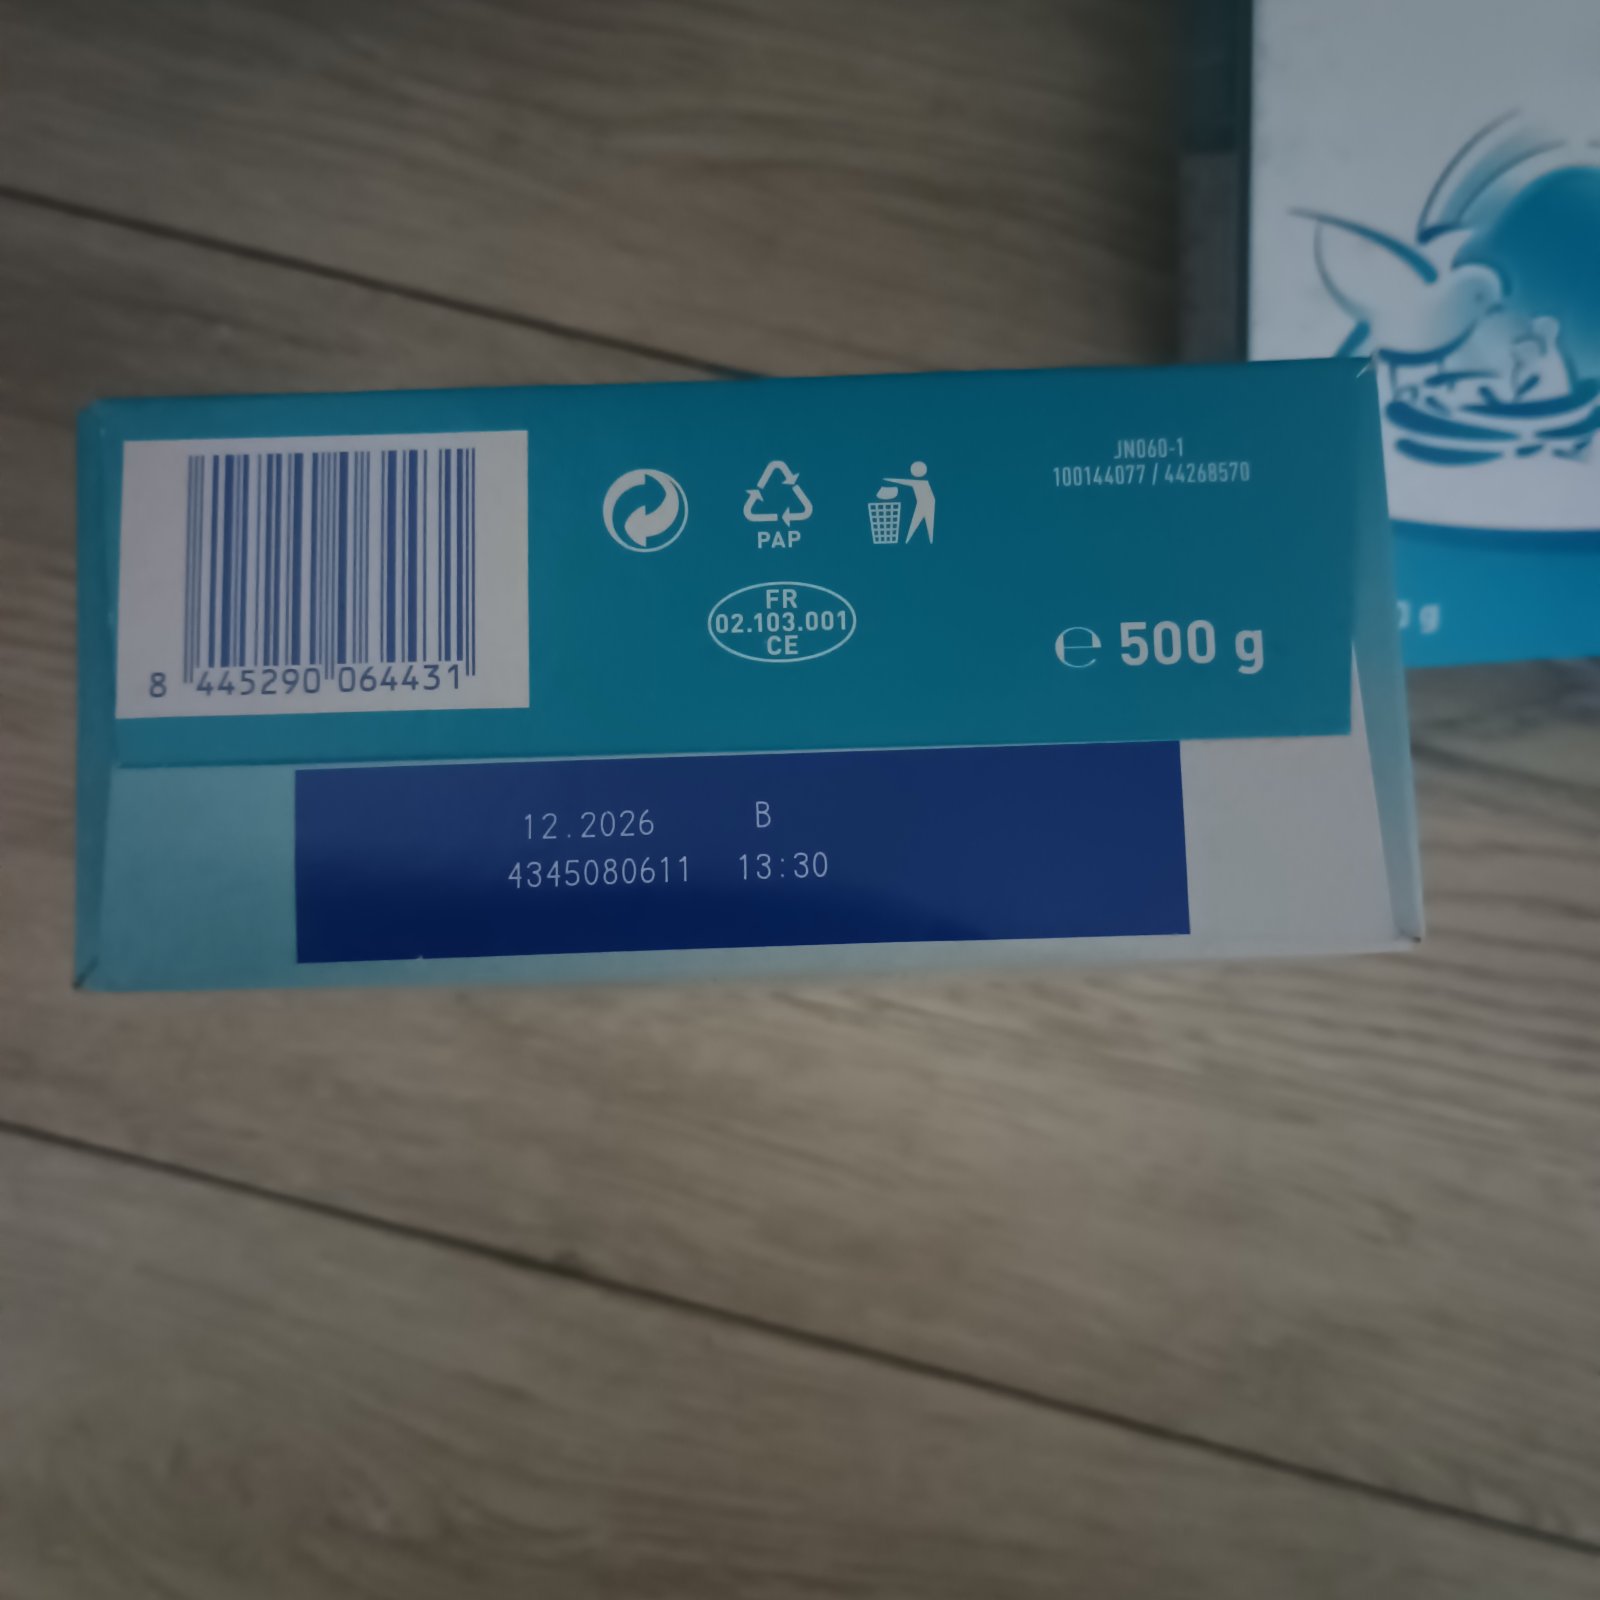 JN060-1
100144077 / 44268570
PAP
FR
02.103.001
CE
℮ 500 g
8 445290 064431
12.2026 B
4345080611 13:30
g